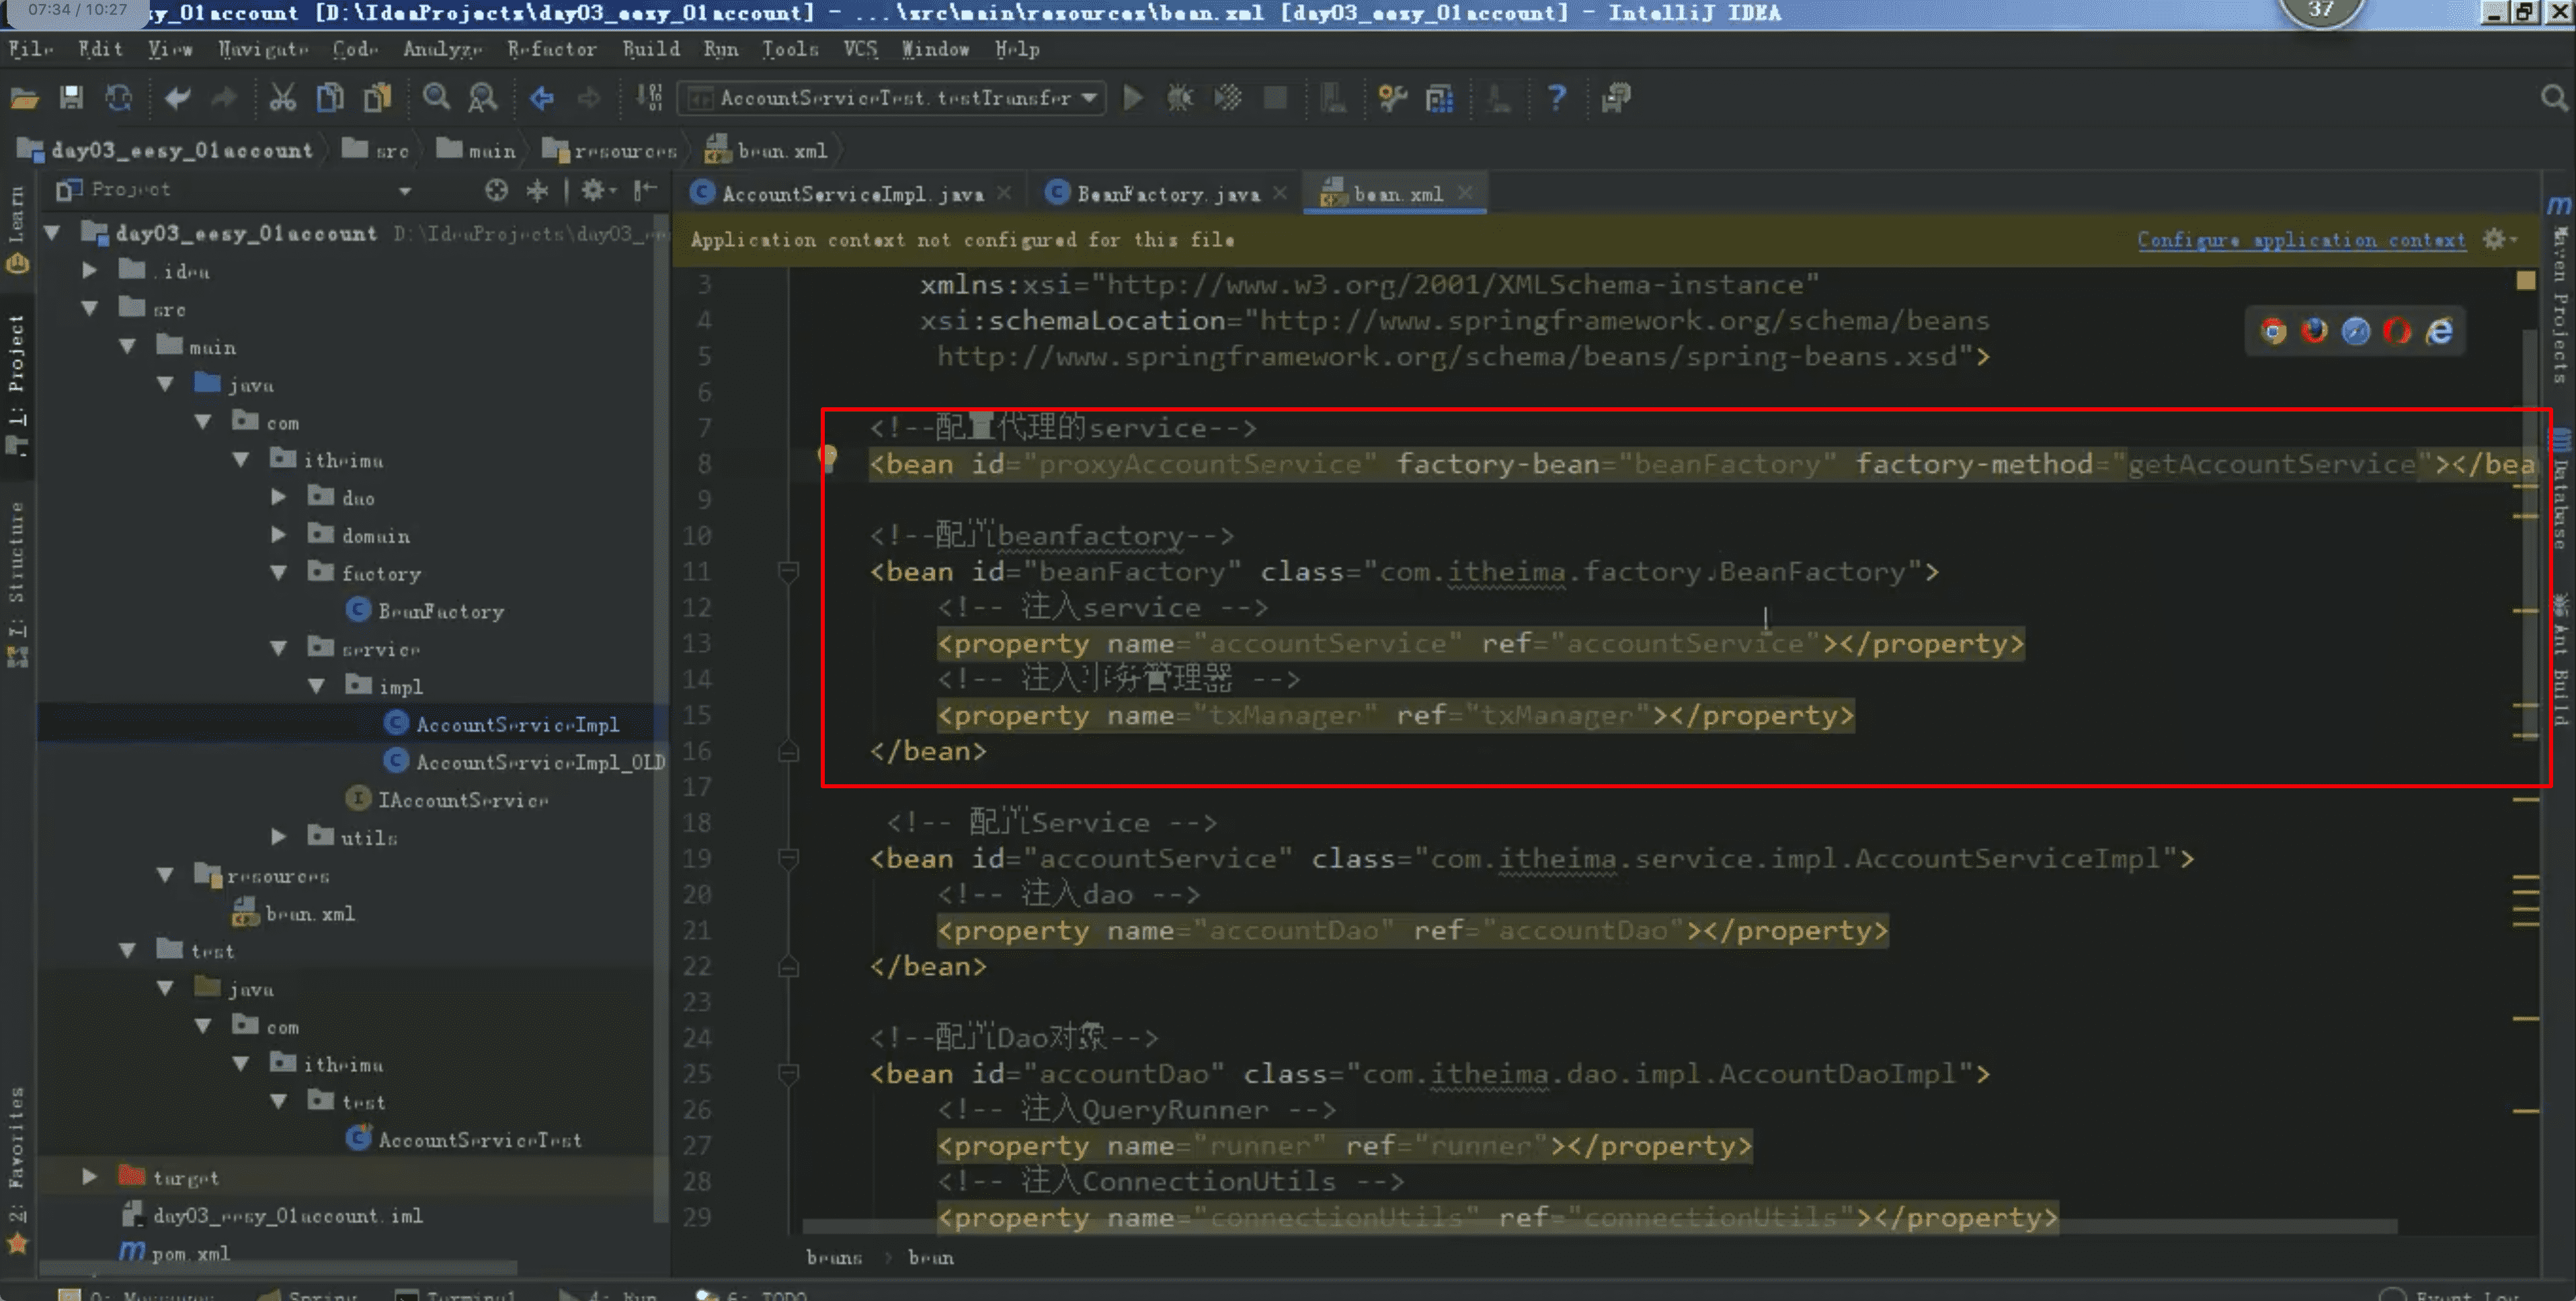 07:34 / 10:27
sy_01account [D:\IdeaProjects\day03_eesy_01account] - ...\src\main\resources\bean.xml [day03_eesy_01account] - IntelliJ IDEA
37
File Edit View Navigate Code Analyze Refactor Build Run Tools VCS Window Help
AccountServiceTest.testTransfer
day03_eesy_01account src main resources bean.xml
Project
AccountServiceImpl.java BeanFactory.java bean.xml
Application context not configured for this file
Configure application context
Learn
1: Project
7: Structure
2: Favorites
day03_eesy_01account D:\IdeaProjects\day03_ees
.idea
src
main
java
com
itheima
dao
domain
factory
BeanFactory
service
impl
AccountServiceImpl
AccountServiceImpl_OLD
IAccountService
utils
resources
bean.xml
test
java
com
itheima
test
AccountServiceTest
target
day03_eesy_01account.iml
pom.xml
3 xmlns:xsi="http://www.w3.org/2001/XMLSchema-instance"
4 xsi:schemaLocation="http://www.springframework.org/schema/beans
5 http://www.springframework.org/schema/beans/spring-beans.xsd">
6
7 <!--配置代理的service-->
8 <bean id="proxyAccountService" factory-bean="beanFactory" factory-method="getAccountService"></bea
9
10 <!--配置beanfactory-->
11 <bean id="beanFactory" class="com.itheima.factory.BeanFactory">
12 <!-- 注入service -->
13 <property name="accountService" ref="accountService"></property>
14 <!-- 注入事务管理器 -->
15 <property name="txManager" ref="txManager"></property>
16 </bean>
17
18 <!-- 配置Service -->
19 <bean id="accountService" class="com.itheima.service.impl.AccountServiceImpl">
20 <!-- 注入dao -->
21 <property name="accountDao" ref="accountDao"></property>
22 </bean>
23
24 <!--配置Dao对象-->
25 <bean id="accountDao" class="com.itheima.dao.impl.AccountDaoImpl">
26 <!-- 注入QueryRunner -->
27 <property name="runner" ref="runner"></property>
28 <!-- 注入ConnectionUtils -->
29 <property name="connectionUtils" ref="connectionUtils"></property>
beans bean
Maven Projects
Database
Ant Build
0: Messages Spring Terminal 4: Run 6: TODO Event Log